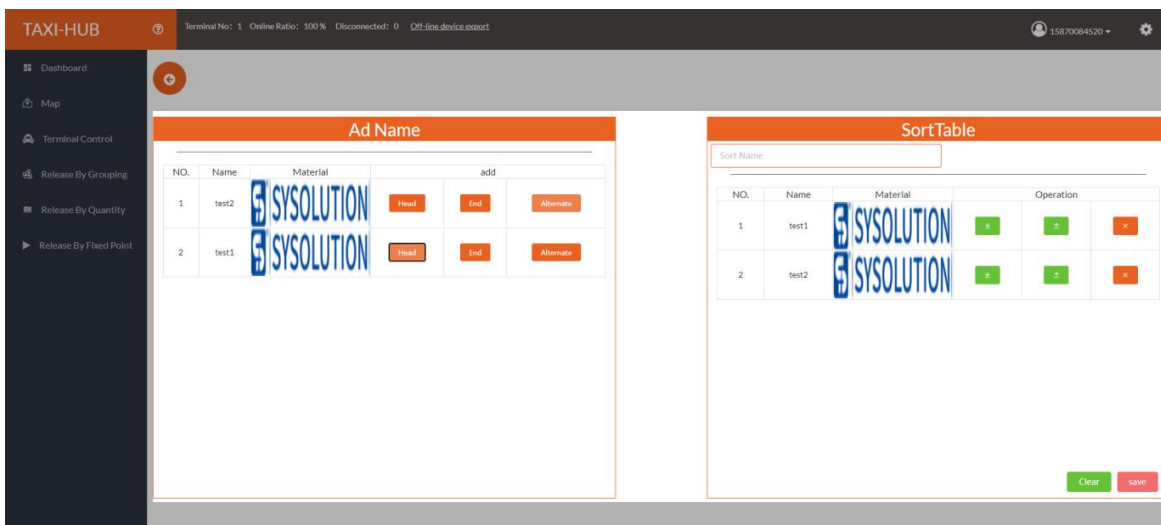 TAXI-HUB
Terminal No: 1 Online Ratio: 100 % Disconnected: 0 Off-line device export
15870084520
Dashboard
Map
Terminal Control
Release By Grouping
Release By Quantity
Release By Fixed Point
Ad Name
NO. Name Material add
1 test2 SYSOLUTION Head End Alternate
2 test1 SYSOLUTION Head End Alternate
SortTable
Sort Name
NO. Name Material Operation
1 test1 SYSOLUTION
2 test2 SYSOLUTION
Clear save